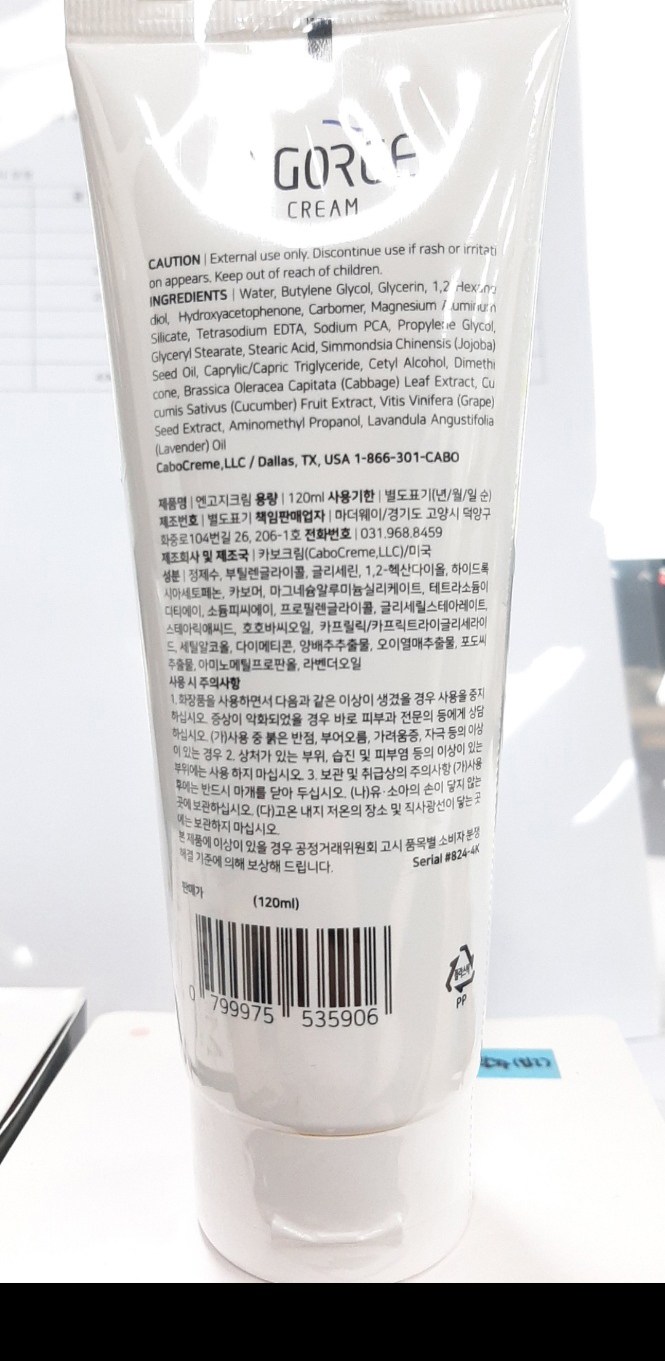 CREAM
CAUTION | External use only. Discontinue use if rash or irritati
on appears. Keep out of reach of children.
INGREDIENTS | Water, Butylene Glycol, Glycerin, 1,2 Hexane
diol, Hydroxyacetophenone, Carbomer, Magnesium Aluminum
Silicate, Tetrasodium EDTA, Sodium PCA, Propylene Glycol,
Glyceryl Stearate, Stearic Acid, Simmondsia Chinensis (Jojoba)
Seed Oil, Caprylic/Capric Triglyceride, Cetyl Alcohol, Dimethi
cone, Brassica Oleracea Capitata (Cabbage) Leaf Extract, Cu
cumis Sativus (Cucumber) Fruit Extract, Vitis Vinifera (Grape)
Seed Extract, Aminomethyl Propanol, Lavandula Angustifolia
(Lavender) Oil
CaboCreme,LLC / Dallas, TX, USA 1-866-301-CABO
제품명 | 엔고지크림 용량 | 120ml 사용기한 | 별도표기(년/월/일 순)
제조번호 | 별도표기 책임판매업자 | 마더웨이/경기도 고양시 덕양구
화중로104번길 26, 206-1호 전화번호 | 031.968.8459
제조회사 및 제조국 | 카보크림(CaboCreme,LLC)/미국
성분 | 정제수, 부틸렌글라이콜, 글리세린, 1,2-헥산다이올, 하이드록
시아세토페논, 카보머, 마그네슘알루미늄실리케이트, 테트라소듐이
디티에이, 소듐피씨에이, 프로필렌글라이콜, 글리세릴스테아레이트,
스테아릭애씨드, 호호바씨오일, 카프릴릭/카프릭트라이글리세라이
드, 세틸알코올, 다이메티콘, 양배추추출물, 오이열매추출물, 포도씨
추출물, 아미노메틸프로판올, 라벤더오일
사용 시 주의사항
1. 화장품을 사용하면서 다음과 같은 이상이 생겼을 경우 사용을 중지
하십시오. 증상이 악화되었을 경우 바로 피부과 전문의 등에게 상담
하십시오. (가)사용 중 붉은 반점, 부어오름, 가려움증, 자극 등의 이상
이 있는 경우 2. 상처가 있는 부위, 습진 및 피부염 등의 이상이 있는
부위에는 사용 하지 마십시오. 3. 보관 및 취급상의 주의사항 (가)사용
후에는 반드시 마개를 닫아 두십시오. (나)유·소아의 손이 닿지 않는
곳에 보관하십시오. (다)고온 내지 저온의 장소 및 직사광선이 닿는 곳
에는 보관하지 마십시오.
본 제품에 이상이 있을 경우 공정거래위원회 고시 품목별 소비자 분쟁
해결 기준에 의해 보상해 드립니다.
Serial #824-4K
판매가
(120ml)
0 799975 535906
플라스틱
PP